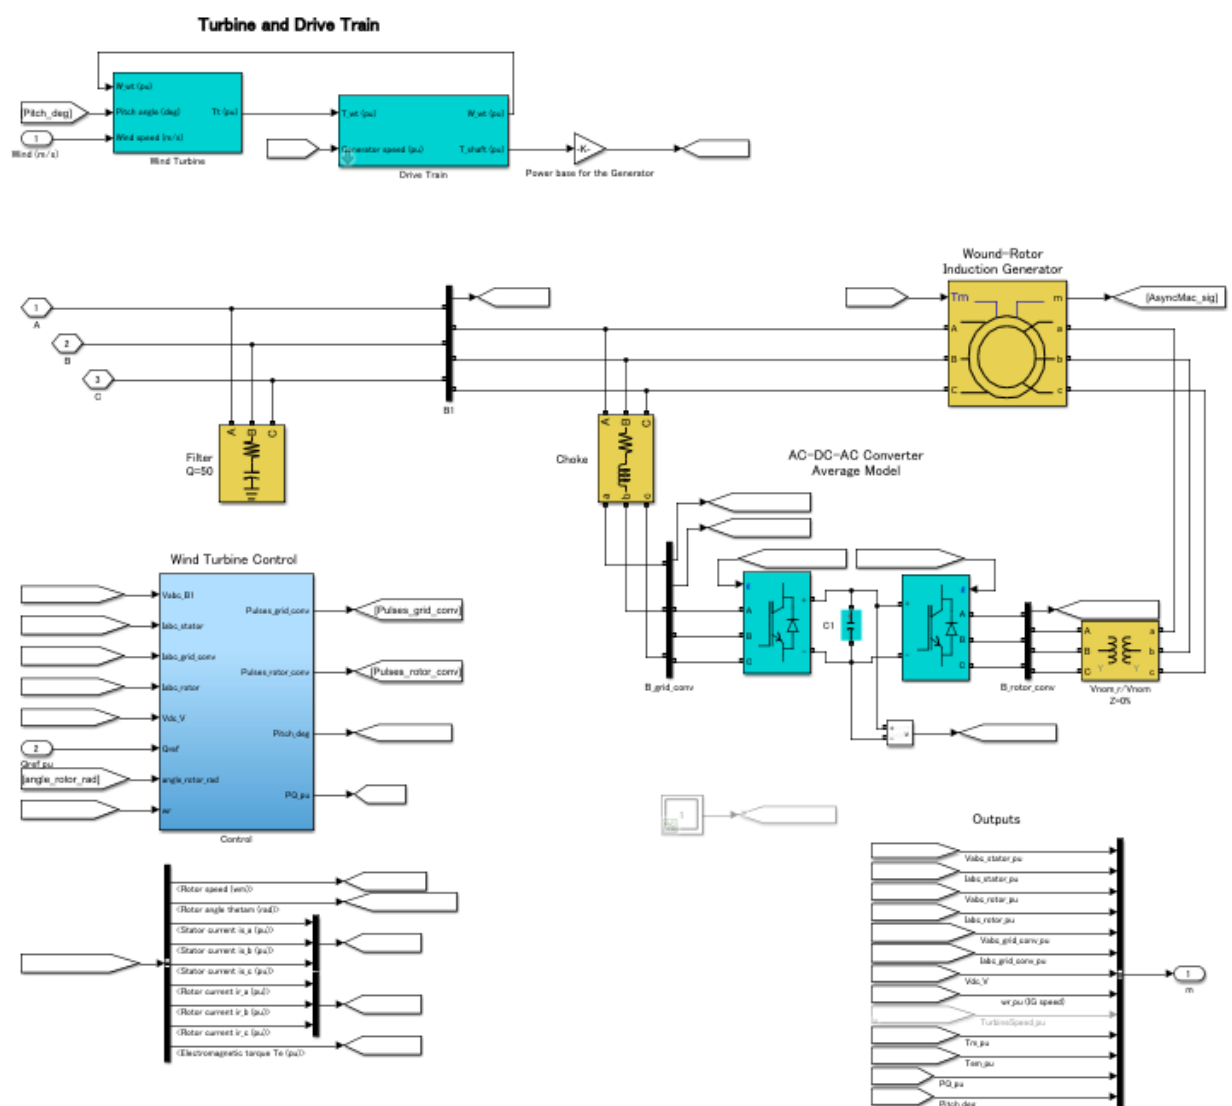 Turbine and Drive Train
W_wt (pu)
[Pitch_deg]
Pitch angle (deg)
Tt (pu)
1
Wind speed (m/s)
Wind (m/s)
Wind Turbine
T_wt (pu)
W_wt (pu)
Generator speed (pu)
T_shaft (pu)
Drive Train
-K-
Power base for the Generator
Wound-Rotor
Induction Generator
Tm
m
[AsyncMac_sig]
1
A
2
B
3
C
B1
A
a
B
b
C
c
A
B
C
Filter
Q=50
A
B
C
Choke
a
b
c
AC-DC-AC Converter
Average Model
Wind Turbine Control
Vabc_B1
Iabc_stator
Iabc_grid_conv
Iabc_rotor
Vdc_V
2
Qref
Qref_pu
[angle_rotor_rad]
angle_rotor_rad
wr
Pulses_grid_conv
[Pulses_grid_conv]
Pulses_rotor_conv
[Pulses_rotor_conv]
Pitch_deg
PQ_pu
Control
B_grid_conv
g
A
B
C
+
-
C1
g
+
-
A
B
C
B_rotor_conv
A
a
B
b
C
c
Y
Y
Vnom_r/Vnom
Z=0%
+
-
v
1
<Rotor speed (wm)>
<Rotor angle thetam (rad)>
<Stator current is_a (pu)>
<Stator current is_b (pu)>
<Stator current is_c (pu)>
<Rotor current ir_a (pu)>
<Rotor current ir_b (pu)>
<Rotor current ir_c (pu)>
<Electromagnetic torque Te (pu)>
Outputs
Vabc_stator_pu
Iabc_stator_pu
Vabc_rotor_pu
Iabc_rotor_pu
Vabc_grid_conv_pu
Iabc_grid_conv_pu
Vdc_V
wr_pu (IG speed)
TurbineSpeed_pu
Tm_pu
Tem_pu
PQ_pu
Pitch_deg
1
m